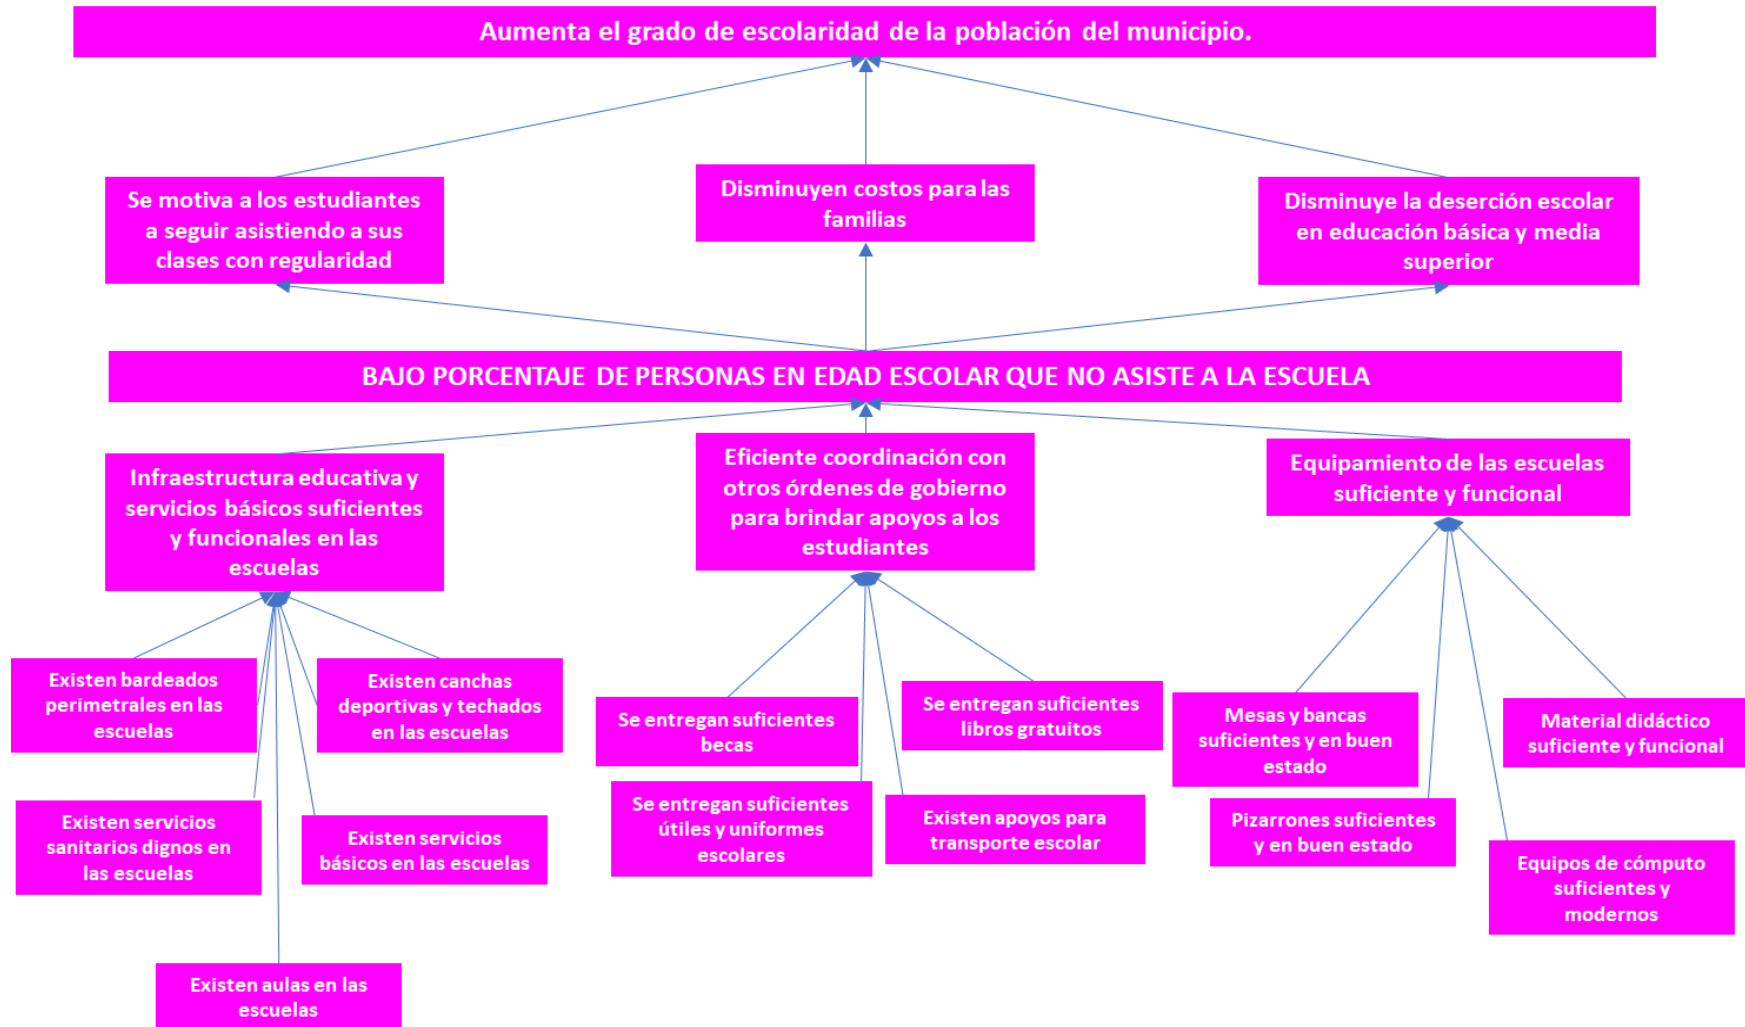 Aumenta el grado de escolaridad de la población del municipio.
Se motiva a los estudiantes
a seguir asistiendo a sus
clases con regularidad
Disminuyen costos para las
familias
Disminuye la deserción escolar
en educación básica y media
superior
BAJO PORCENTAJE DE PERSONAS EN EDAD ESCOLAR QUE NO ASISTE A LA ESCUELA
Infraestructura educativa y
servicios básicos suficientes
y funcionales en las
escuelas
Eficiente coordinación con
otros órdenes de gobierno
para brindar apoyos a los
estudiantes
Equipamiento de las escuelas
suficiente y funcional
Existen bardeados
perimetrales en las
escuelas
Existen canchas
deportivas y techados
en las escuelas
Se entregan suficientes
becas
Se entregan suficientes
libros gratuitos
Mesas y bancas
suficientes y en buen
estado
Material didáctico
suficiente y funcional
Existen servicios
sanitarios dignos en
las escuelas
Existen servicios
básicos en las escuelas
Se entregan suficientes
útiles y uniformes
escolares
Existen apoyos para
transporte escolar
Pizarrones suficientes
y en buen estado
Equipos de cómputo
suficientes y
modernos
Existen aulas en las
escuelas